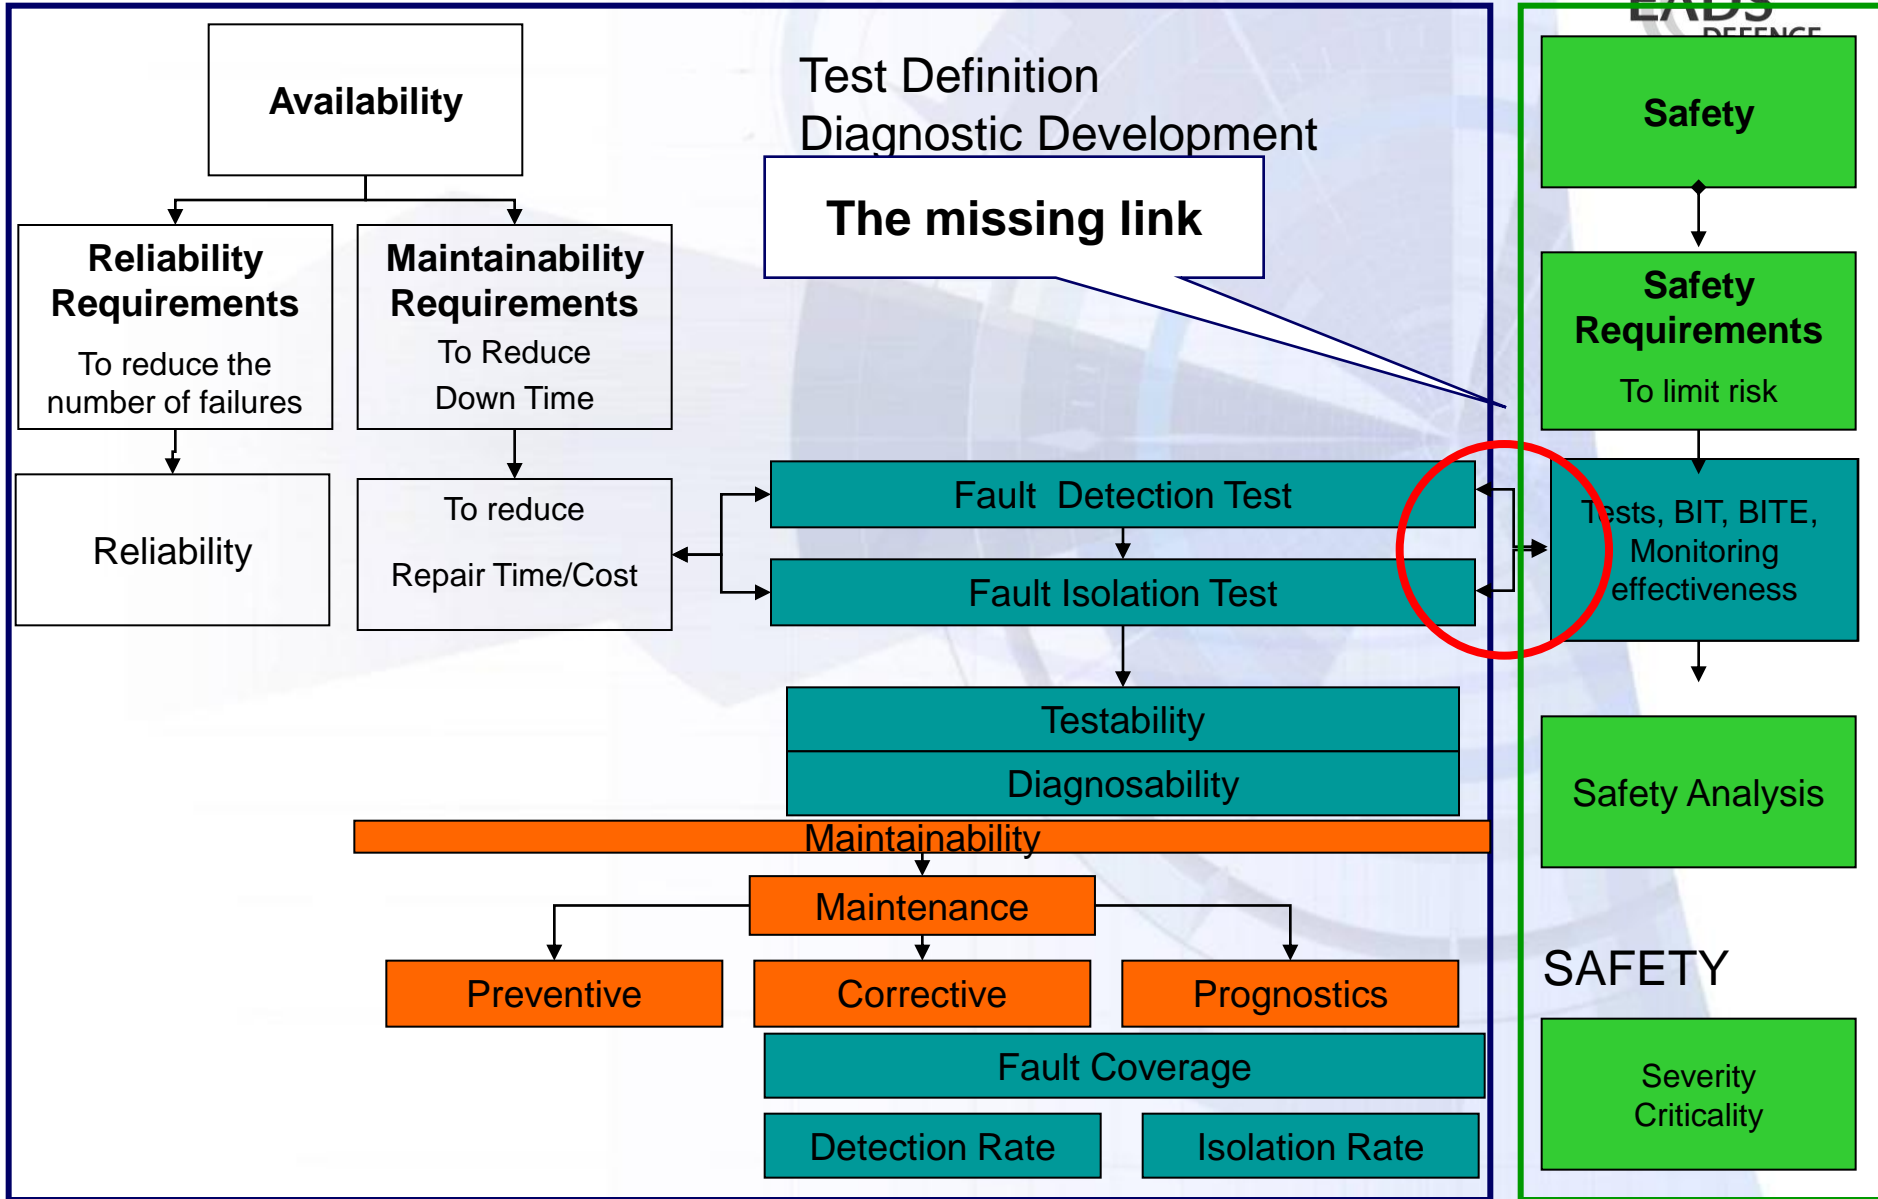 EADS
DEFENCE
Availability
Test Definition
Diagnostic Development
Safety
The missing link
Reliability
Requirements
To reduce the
number of failures
Maintainability
Requirements
To Reduce
Down Time
Safety
Requirements
To limit risk
Reliability
To reduce
Repair Time/Cost
Fault Detection Test
Fault Isolation Test
Tests, BIT, BITE,
Monitoring
effectiveness
Testability
Diagnosability
Safety Analysis
Maintainability
Maintenance
Preventive
Corrective
Prognostics
SAFETY
Fault Coverage
Severity
Criticality
Detection Rate
Isolation Rate